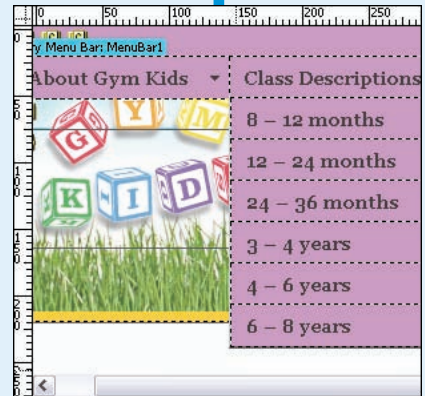 0 50 100 150 200 250
y Menu Bar: MenuBar1
About Gym Kids Class Descriptions
8 – 12 months
12 – 24 months
24 – 36 months
3 – 4 years
4 – 6 years
6 – 8 years
G Y M
K I D